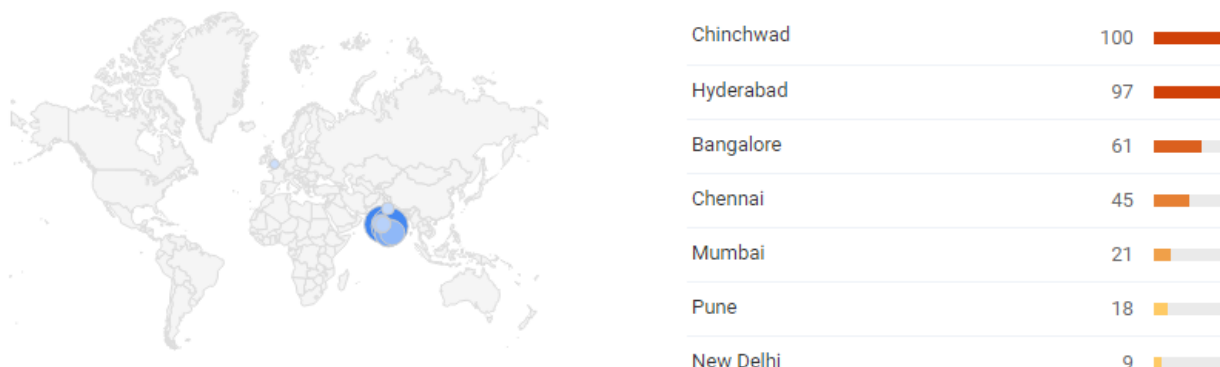 Chinchwad 100
Hyderabad 97
Bangalore 61
Chennai 45
Mumbai 21
Pune 18
New Delhi 9